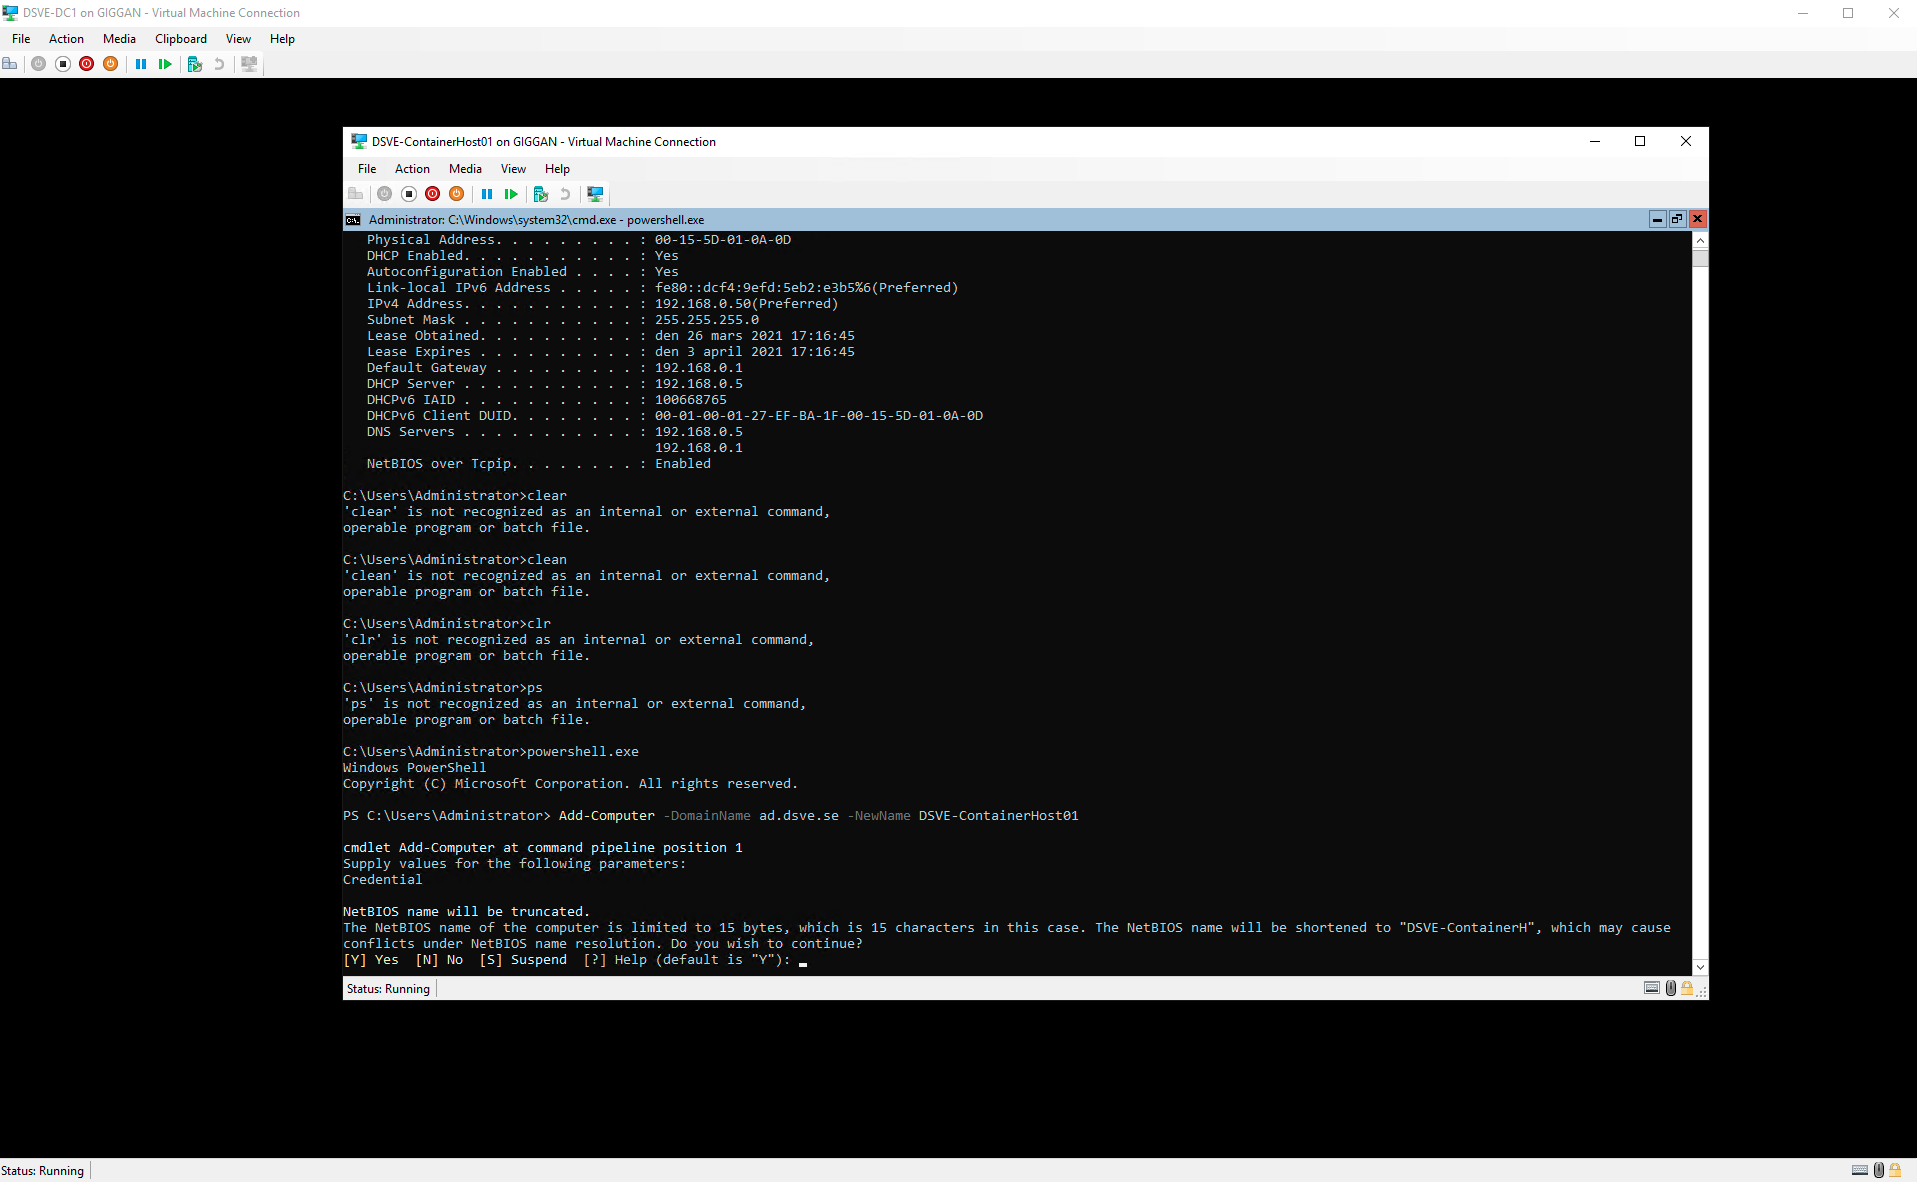 DSVE-DC1 on GIGGAN - Virtual Machine Connection
File Action Media Clipboard View Help
DSVE-ContainerHost01 on GIGGAN - Virtual Machine Connection
File Action Media View Help
Administrator: C:\Windows\system32\cmd.exe - powershell.exe
Physical Address. . . . . . . . . : 00-15-5D-01-0A-0D
DHCP Enabled. . . . . . . . . . . : Yes
Autoconfiguration Enabled . . . . : Yes
Link-local IPv6 Address . . . . . : fe80::dcf4:9efd:5eb2:e3b5%6(Preferred)
IPv4 Address. . . . . . . . . . . : 192.168.0.50(Preferred)
Subnet Mask . . . . . . . . . . . : 255.255.255.0
Lease Obtained. . . . . . . . . . : den 26 mars 2021 17:16:45
Lease Expires . . . . . . . . . . : den 3 april 2021 17:16:45
Default Gateway . . . . . . . . . : 192.168.0.1
DHCP Server . . . . . . . . . . . : 192.168.0.5
DHCPv6 IAID . . . . . . . . . . . : 100668765
DHCPv6 Client DUID. . . . . . . . : 00-01-00-01-27-EF-BA-1F-00-15-5D-01-0A-0D
DNS Servers . . . . . . . . . . . : 192.168.0.5
192.168.0.1
NetBIOS over Tcpip. . . . . . . . : Enabled
C:\Users\Administrator>clear
'clear' is not recognized as an internal or external command,
operable program or batch file.
C:\Users\Administrator>clean
'clean' is not recognized as an internal or external command,
operable program or batch file.
C:\Users\Administrator>clr
'clr' is not recognized as an internal or external command,
operable program or batch file.
C:\Users\Administrator>ps
'ps' is not recognized as an internal or external command,
operable program or batch file.
C:\Users\Administrator>powershell.exe
Windows PowerShell
Copyright (C) Microsoft Corporation. All rights reserved.
PS C:\Users\Administrator> Add-Computer -DomainName ad.dsve.se -NewName DSVE-ContainerHost01
cmdlet Add-Computer at command pipeline position 1
Supply values for the following parameters:
Credential
NetBIOS name will be truncated.
The NetBIOS name of the computer is limited to 15 bytes, which is 15 characters in this case. The NetBIOS name will be shortened to "DSVE-ContainerH", which may cause
conflicts under NetBIOS name resolution. Do you wish to continue?
[Y] Yes [N] No [S] Suspend [?] Help (default is "Y"):
Status: Running
Status: Running